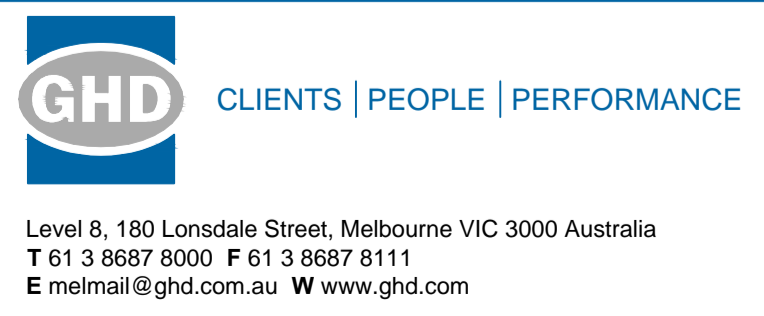 GHD
CLIENTS | PEOPLE | PERFORMANCE
Level 8, 180 Lonsdale Street, Melbourne VIC 3000 Australia
T 61 3 8687 8000 F 61 3 8687 8111
E melmail@ghd.com.au W www.ghd.com